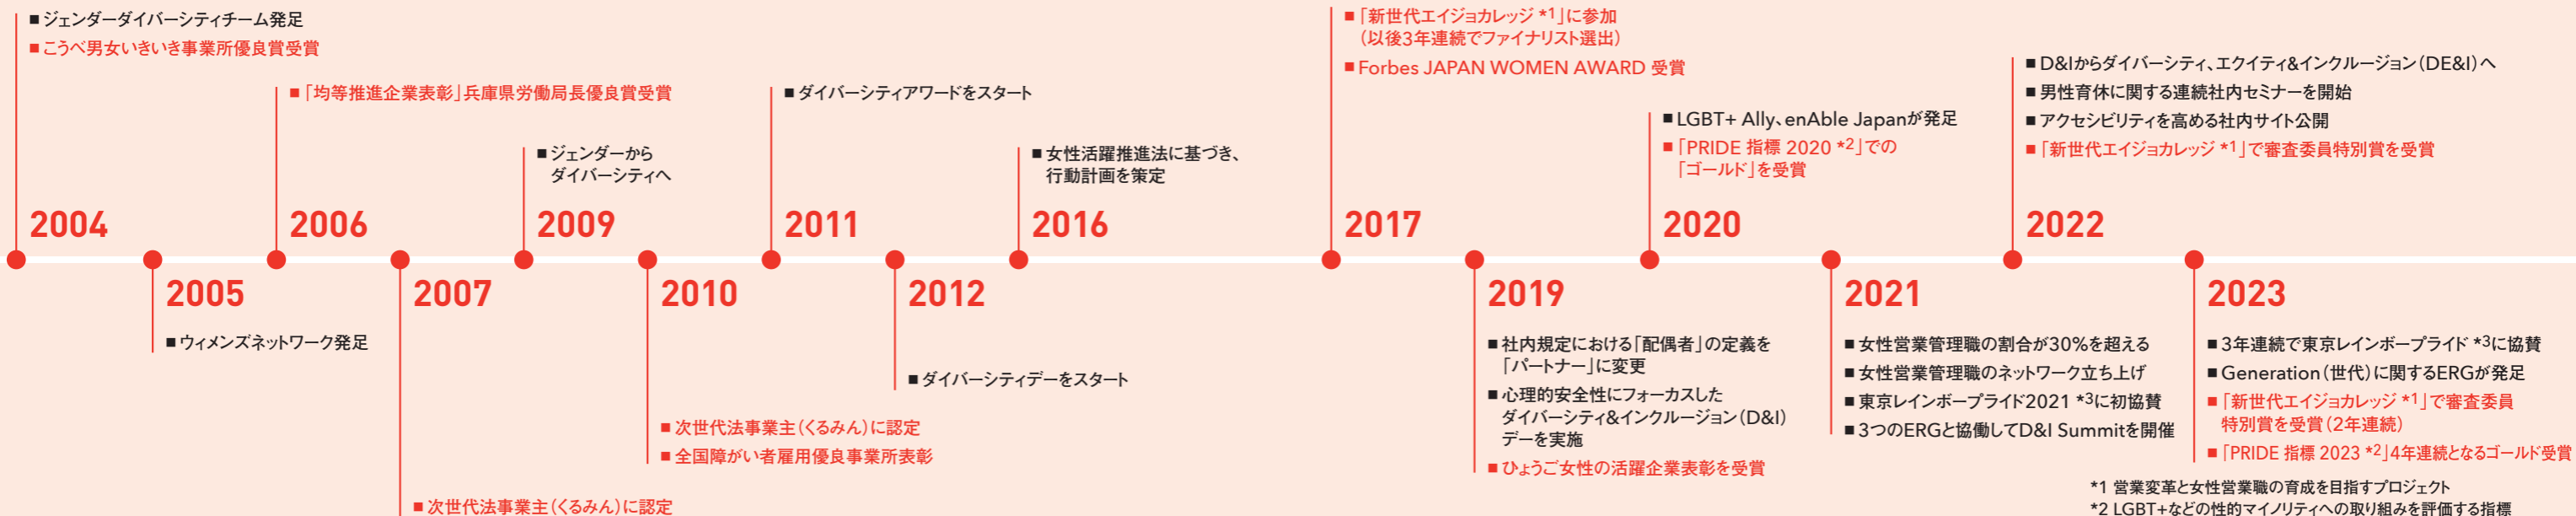 ■ジェンダーダイバーシティチーム発足
■こうべ男女いきいき事業所優良賞受賞
2004
2005
■ウィメンズネットワーク発足
■「均等推進企業表彰」兵庫県労働局長優良賞受賞
2006
2007
■次世代法事業主（くるみん）に認定
■ジェンダーから
ダイバーシティへ
2009
2010
■次世代法事業主（くるみん）に認定
■全国障がい者雇用優良事業所表彰
■ダイバーシティアワードをスタート
2011
2012
■ダイバーシティデーをスタート
■女性活躍推進法に基づき、
行動計画を策定
2016
■「新世代エイジョカレッジ *1」に参加
（以後3年連続でファイナリスト選出）
■Forbes JAPAN WOMEN AWARD 受賞
2017
2019
■社内規定における「配偶者」の定義を
「パートナー」に変更
■心理的安全性にフォーカスした
ダイバーシティ&インクルージョン（D&I）
デーを実施
■ひょうご女性の活躍企業表彰を受賞
■LGBT+ Ally、enAble Japanが発足
■「PRIDE 指標 2020 *2」での
「ゴールド」を受賞
2020
2021
■女性営業管理職の割合が30%を超える
■女性営業管理職のネットワーク立ち上げ
■東京レインボープライド2021 *3に初協賛
■3つのERGと協働してD&I Summitを開催
■D&Iからダイバーシティ、エクイティ&インクルージョン（DE&I）へ
■男性育休に関する連続社内セミナーを開始
■アクセシビリティを高める社内サイト公開
■「新世代エイジョカレッジ *1」で審査委員特別賞を受賞
2022
2023
■3年連続で東京レインボープライド *3に協賛
■Generation（世代）に関するERGが発足
■「新世代エイジョカレッジ *1」で審査委員
特別賞を受賞（2年連続）
■「PRIDE 指標 2023 *2」4年連続となるゴールド受賞
*1 営業変革と女性営業職の育成を目指すプロジェクト
*2 LGBT+などの性的マイノリティへの取り組みを評価する指標